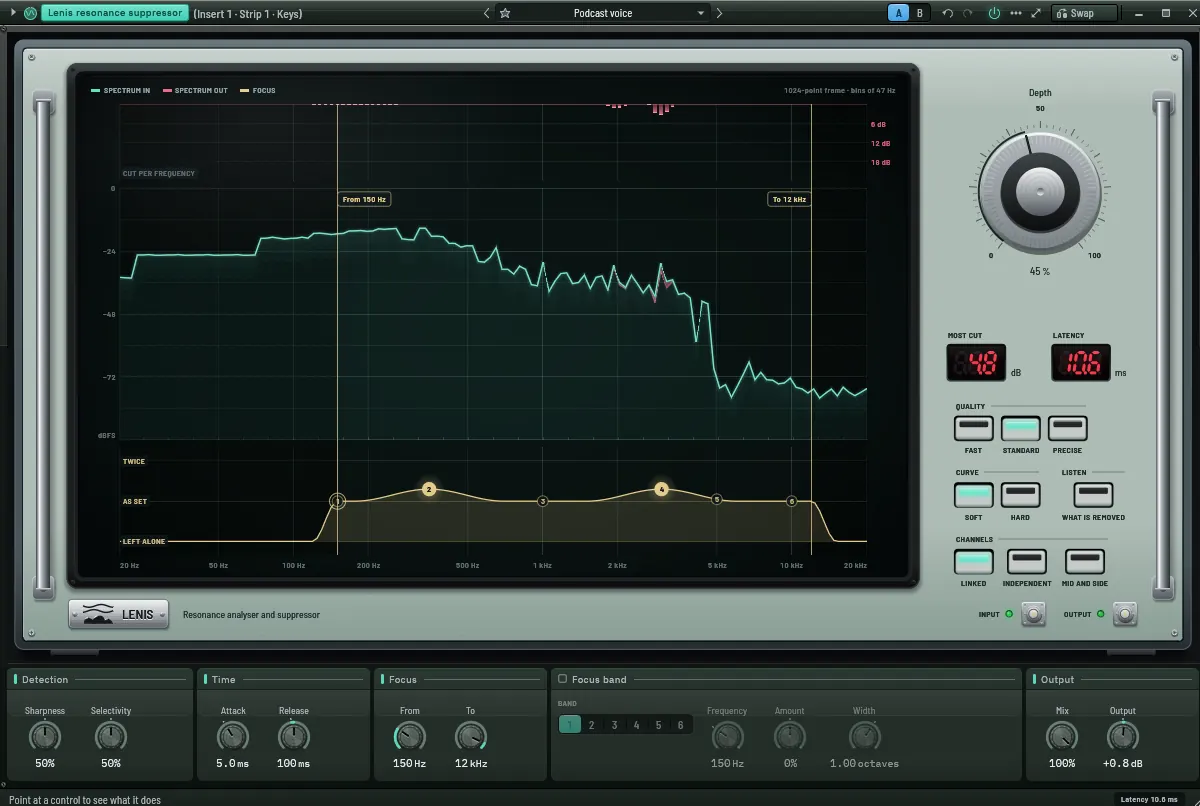 Lenis resonance suppressor (Insert 1 · Strip 1 · Keys) Podcast voice A B Swap
SPECTRUM IN SPECTRUM OUT FOCUS 1024-point frame · bins of 47 Hz
6 dB
12 dB
18 dB
CUT PER FREQUENCY
0
From 150 Hz To 12 kHz
-24
-48
-72
dBFS
TWICE
2 4
AS SET 1 3 5 6
LEFT ALONE
20 Hz 50 Hz 100 Hz 200 Hz 500 Hz 1 kHz 2 kHz 5 kHz 10 kHz 20 kHz
LENIS Resonance analyser and suppressor
Depth
50
0 100
45 %
MOST CUT LATENCY
4.8 dB 10.6 ms
QUALITY
FAST STANDARD PRECISE
CURVE LISTEN
SOFT HARD WHAT IS REMOVED
CHANNELS
LINKED INDEPENDENT MID AND SIDE
INPUT OUTPUT
Detection Time Focus Focus band Output
Sharpness Selectivity Attack Release From To BAND Frequency Amount Width Mix Output
1 2 3 4 5 6
50% 50% 5.0 ms 100 ms 150 Hz 12 kHz 150 Hz 0% 1.00 octaves 100% +0.8 dB
Point at a control to see what it does Latency 10.6 ms